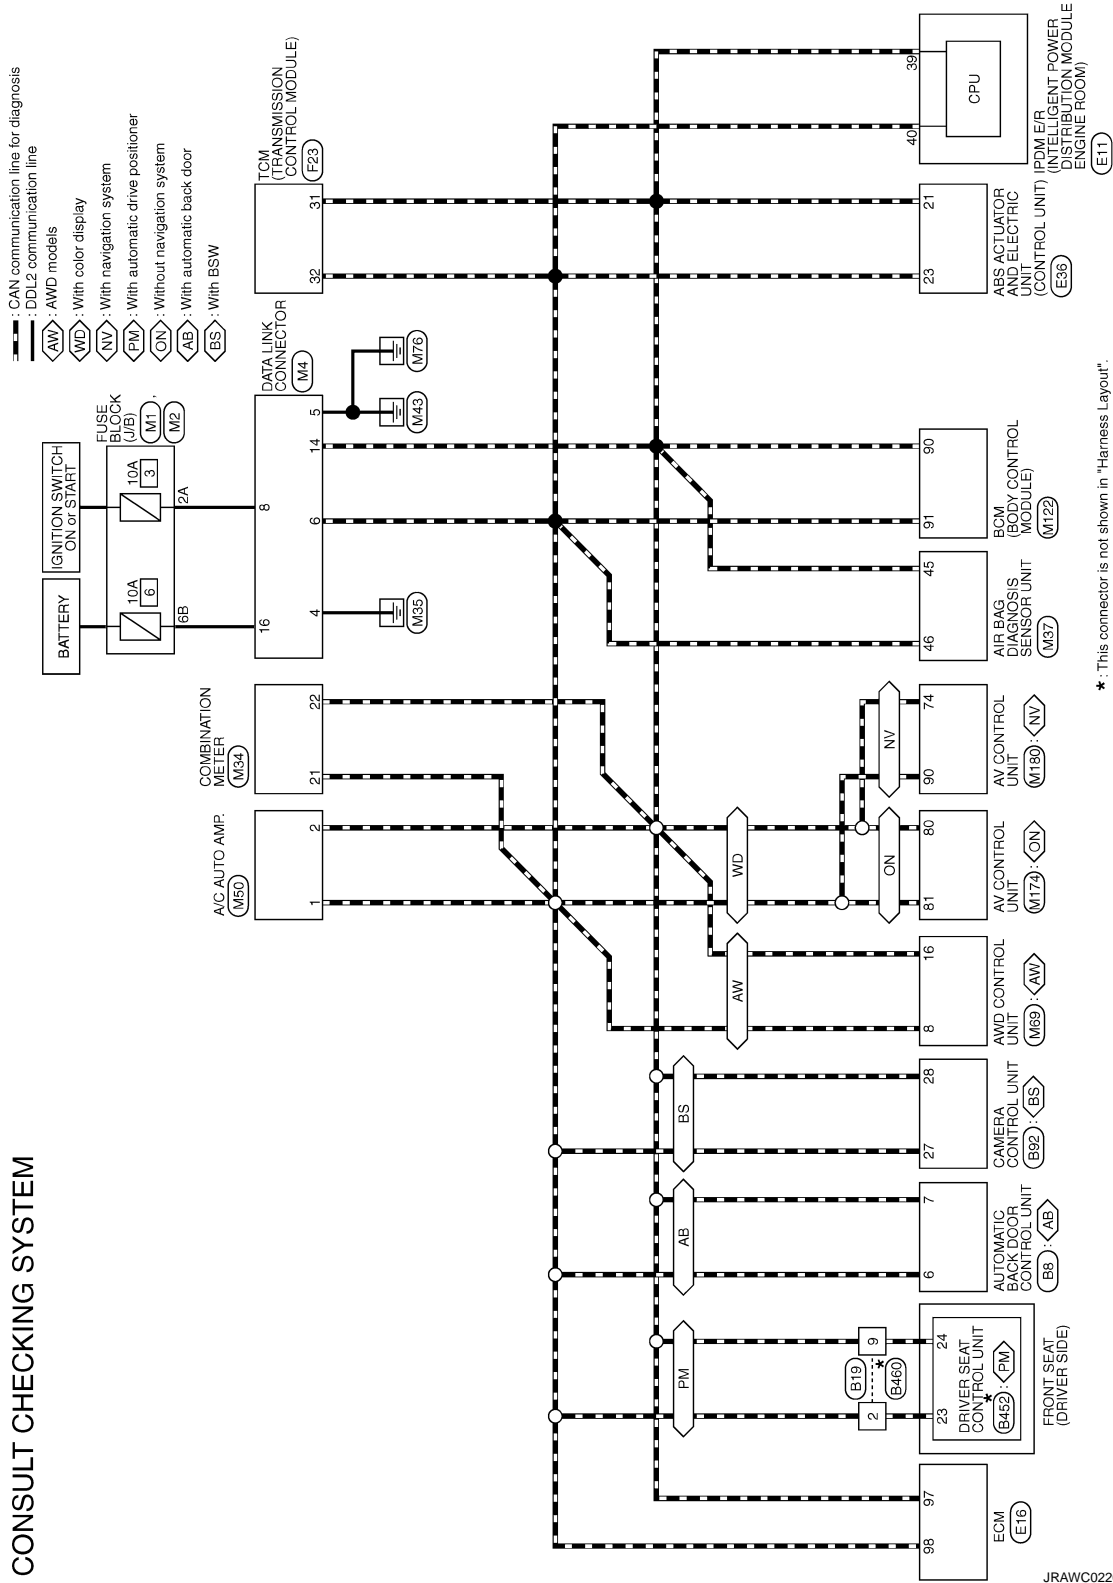 CONSULT CHECKING SYSTEM
: CAN communication line for diagnosis
: DDL2 communication line
AW : AWD models
WD : With color display
NV : With navigation system
PM : With automatic drive positioner
ON : Without navigation system
AB : With automatic back door
BS : With BSW
BATTERY
IGNITION SWITCH
ON or START
10A
6
10A
3
FUSE
BLOCK
(J/B)
M1 ,
M2
6B
2A
A/C AUTO AMP.
M50
1
2
COMBINATION
METER
M34
21
22
16
8
4
6
14
5
DATA LINK
CONNECTOR
M4
M35
M43
M76
TCM
(TRANSMISSION
CONTROL MODULE)
F23
32
31
PM
AB
BS
AW
WD
ON
NV
2
9
B19
*
B460
98
97
ECM
E16
23
24
DRIVER SEAT
CONTROL UNIT
*
B452 : PM
FRONT SEAT
(DRIVER SIDE)
6
7
AUTOMATIC
BACK DOOR
CONTROL UNIT
B8 : AB
27
28
CAMERA
CONTROL UNIT
B92 : BS
8
16
AWD CONTROL
UNIT
M69 : AW
81
80
AV CONTROL
UNIT
M174 : ON
90
74
AV CONTROL
UNIT
M180 : NV
46
45
AIR BAG
DIAGNOSIS
SENSOR UNIT
M37
91
90
BCM
(BODY CONTROL
MODULE)
M122
23
21
ABS ACTUATOR
AND ELECTRIC
UNIT
(CONTROL UNIT)
E36
40
39
CPU
IPDM E/R
(INTELLIGENT POWER
DISTRIBUTION MODULE
ENGINE ROOM)
E11
* : This connector is not shown in "Harness Layout".
JRAWC022